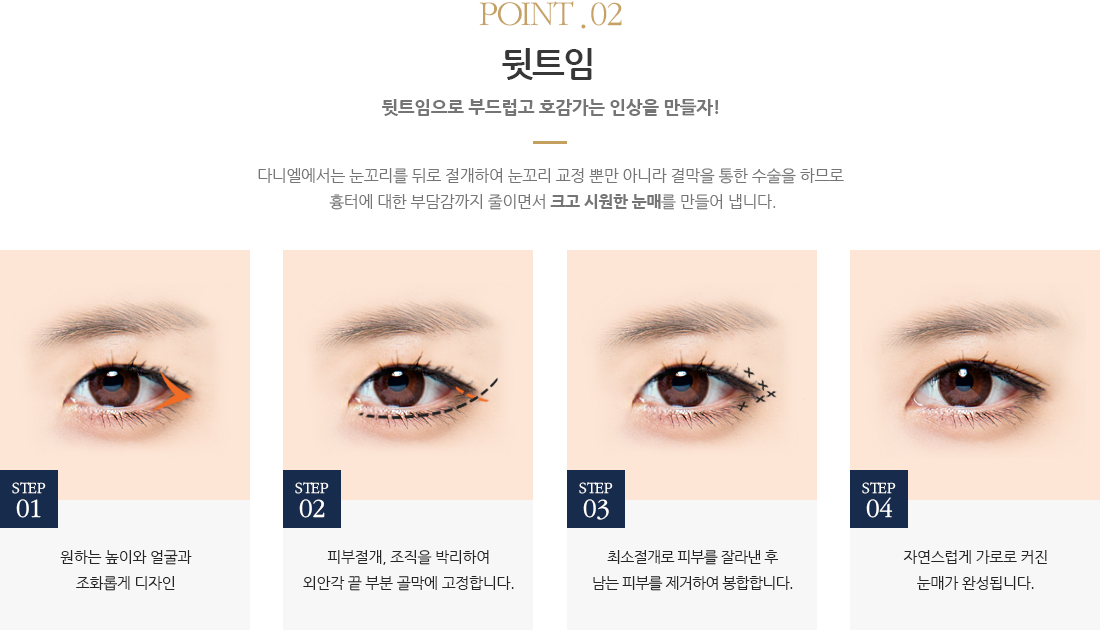 POINT . 02
뒷트임
뒷트임으로 부드럽고 호감가는 인상을 만들자!
다니엘에서는 눈꼬리를 뒤로 절개하여 눈꼬리 교정 뿐만 아니라 결막을 통한 수술을 하므로
흉터에 대한 부담감까지 줄이면서 크고 시원한 눈매를 만들어 냅니다.
STEP
01
원하는 높이와 얼굴과
조화롭게 디자인
STEP
02
피부절개, 조직을 박리하여
외안각 끝 부분 골막에 고정합니다.
STEP
03
최소절개로 피부를 잘라낸 후
남는 피부를 제거하여 봉합합니다.
STEP
04
자연스럽게 가로로 커진
눈매가 완성됩니다.